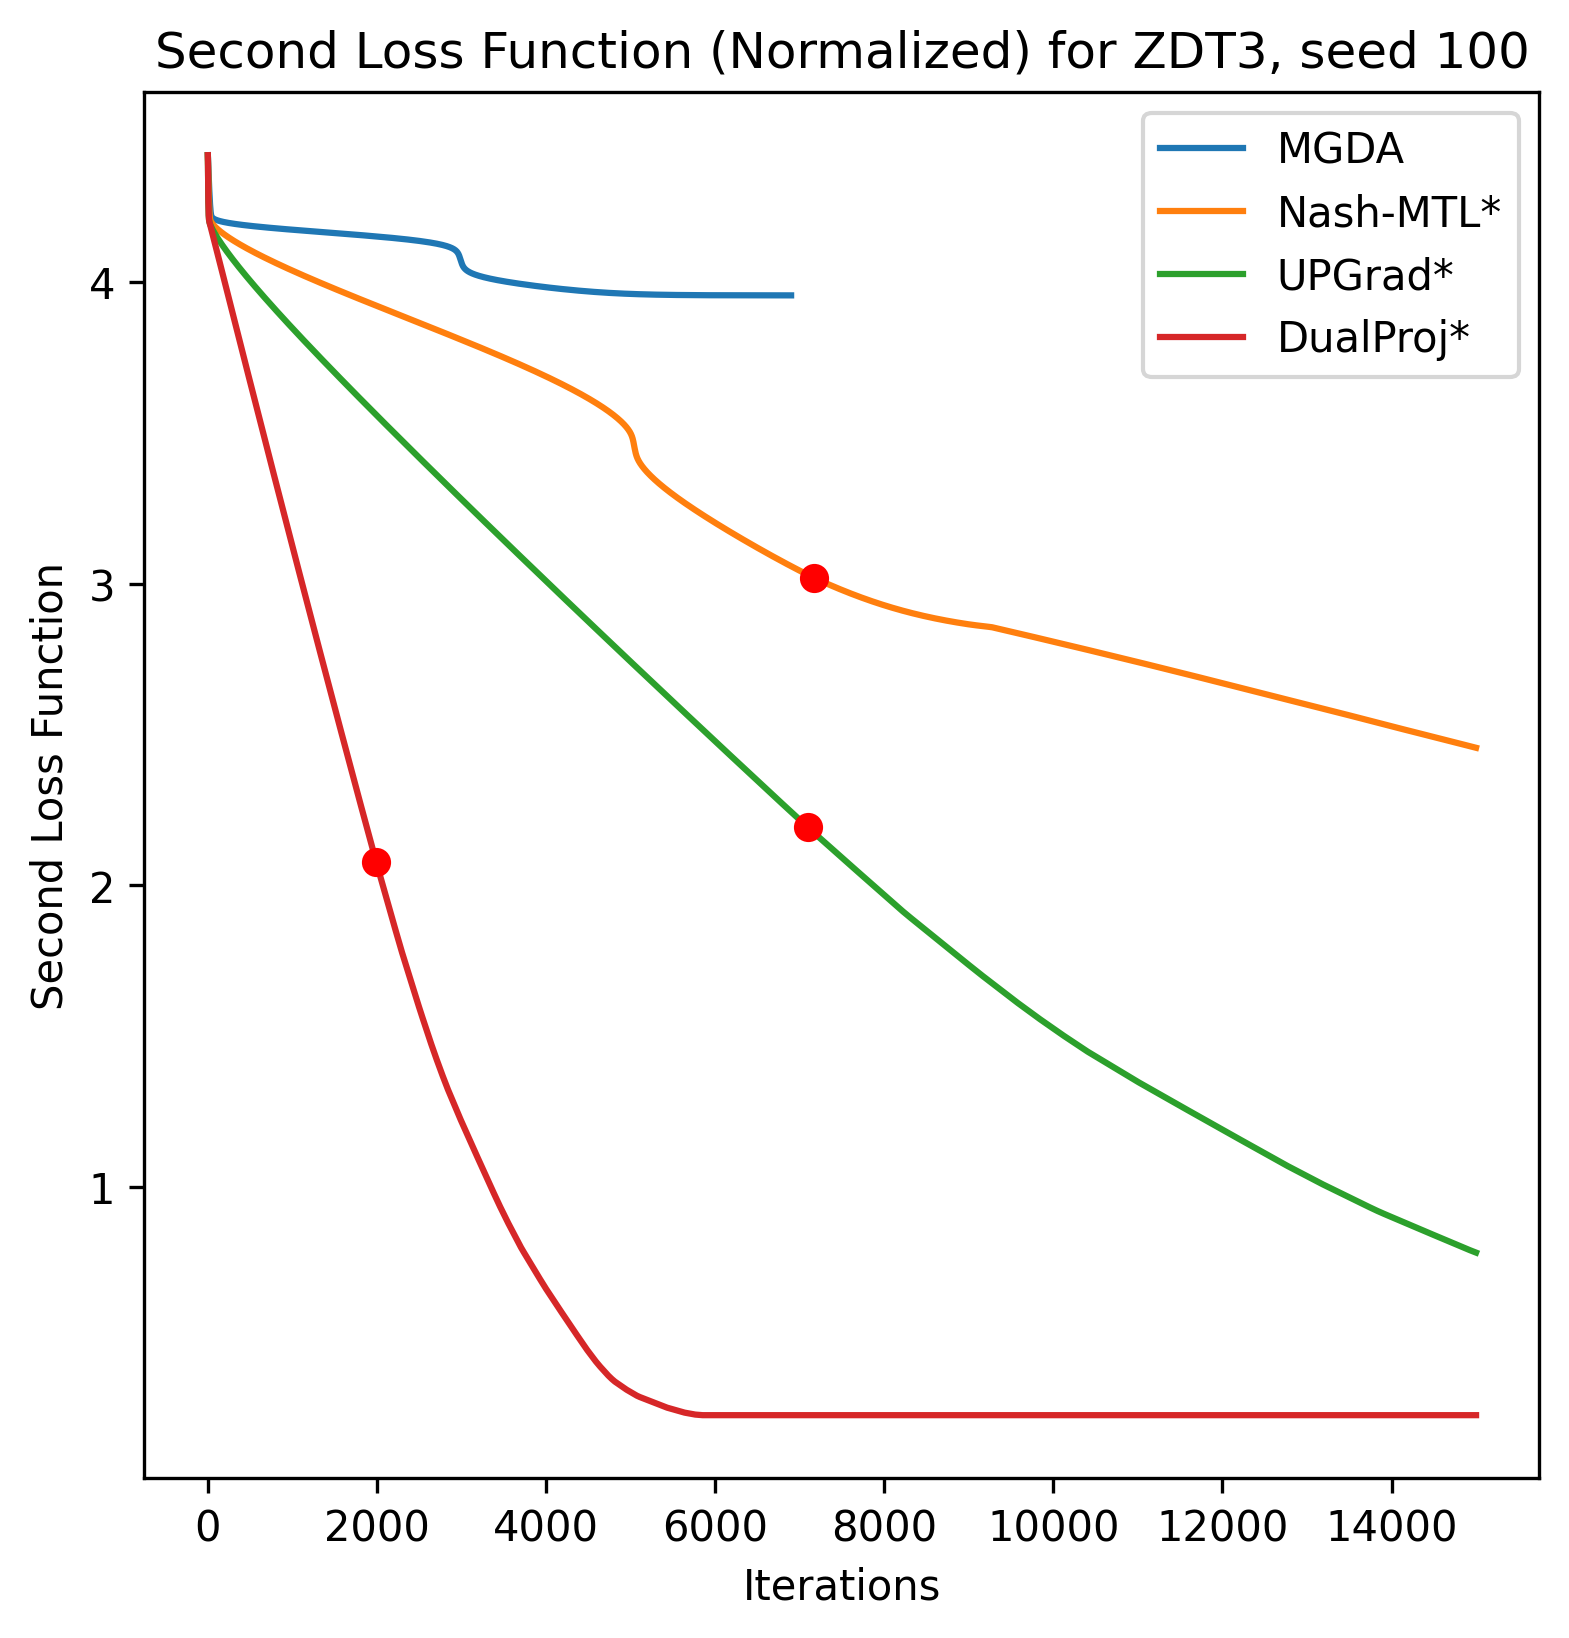 Second Loss Function (Normalized) for ZDT3, seed 100
MGDA
Nash-MTL*
UPGrad*
DualProj*
Second Loss Function
4
3
2
1
0
2000
4000
6000
8000
10000
12000
14000
Iterations